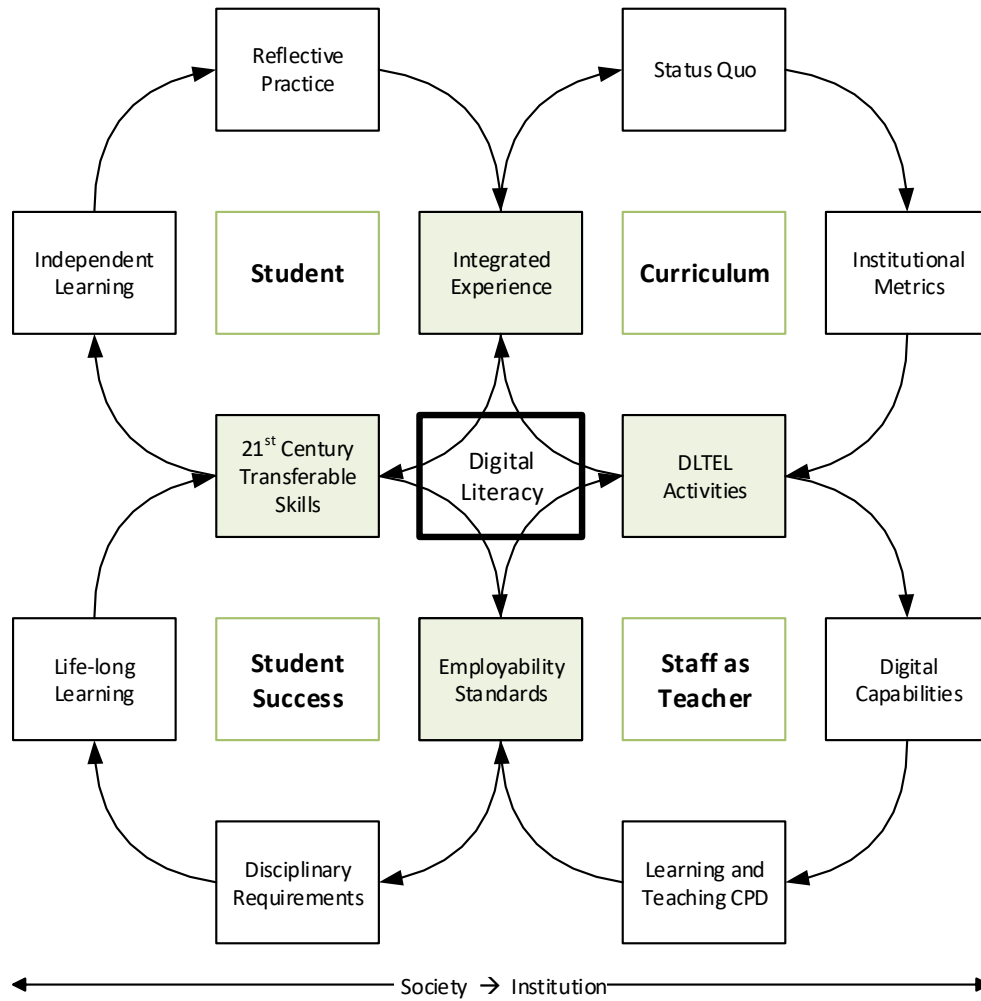 Reflective
Practice
Status Quo
Independent
Learning
Student
Integrated
Experience
Curriculum
Institutional
Metrics
21st Century
Transferable
Skills
Digital
Literacy
DLTEL
Activities
Life-long
Learning
Student
Success
Employability
Standards
Staff as
Teacher
Digital
Capabilities
Disciplinary
Requirements
Learning and
Teaching CPD
Society → Institution